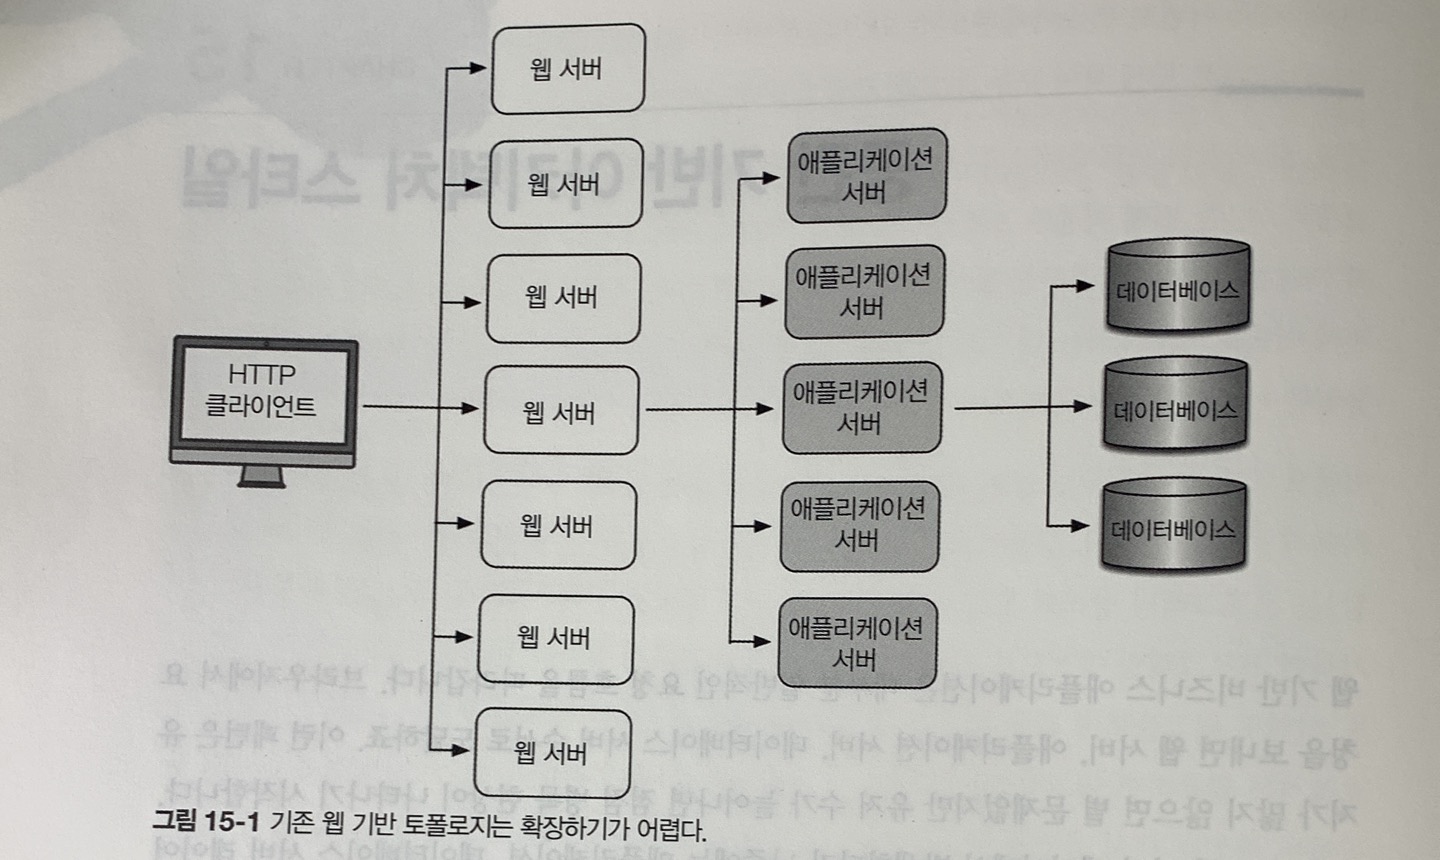 HTTP
클라이언트
웹 서버
웹 서버
웹 서버
웹 서버
웹 서버
웹 서버
웹 서버
애플리케이션
서버
애플리케이션
서버
애플리케이션
서버
애플리케이션
서버
애플리케이션
서버
데이터베이스
데이터베이스
데이터베이스
그림 15-1 기존 웹 기반 토폴로지는 확장하기가 어렵다.